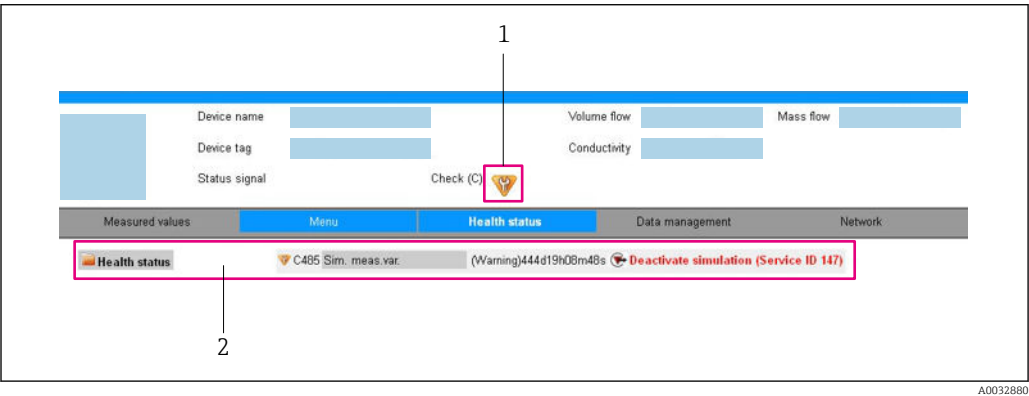 1
Device name Volume flow Mass flow
Device tag Conductivity
Status signal Check (C)
Measured values Menu Health status Data management Network
Health status C485 Sim. meas.var. (Warning)444d19h08m48s Deactivate simulation (Service ID 147)
2
A0032880